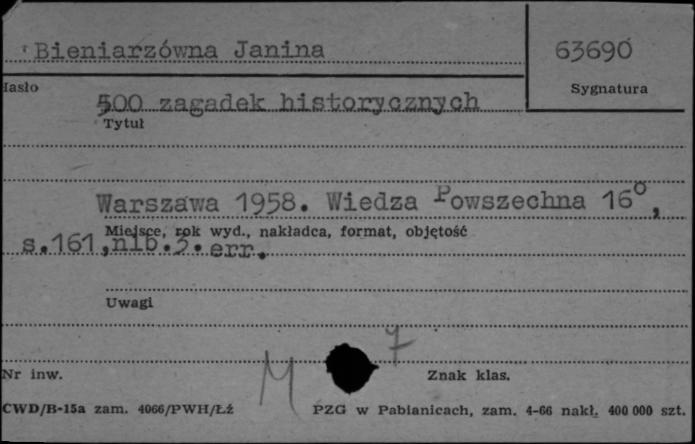 Bieniarzówna Janina
63690
Hasło
Sygnatura
500 zagadek historycznych
Tytuł
Warszawa 1958. Wiedza Powszechna 16°,
Miejsce, rok wyd., nakładca, format, objętość
s.161,nlb.3. err.
Uwagi
M 7
Nr inw.
Znak klas.
CWD/B-15a zam. 4066/PWH/Łź
PZG w Pabianicach, zam. 4-66 nakł. 400 000 szt.